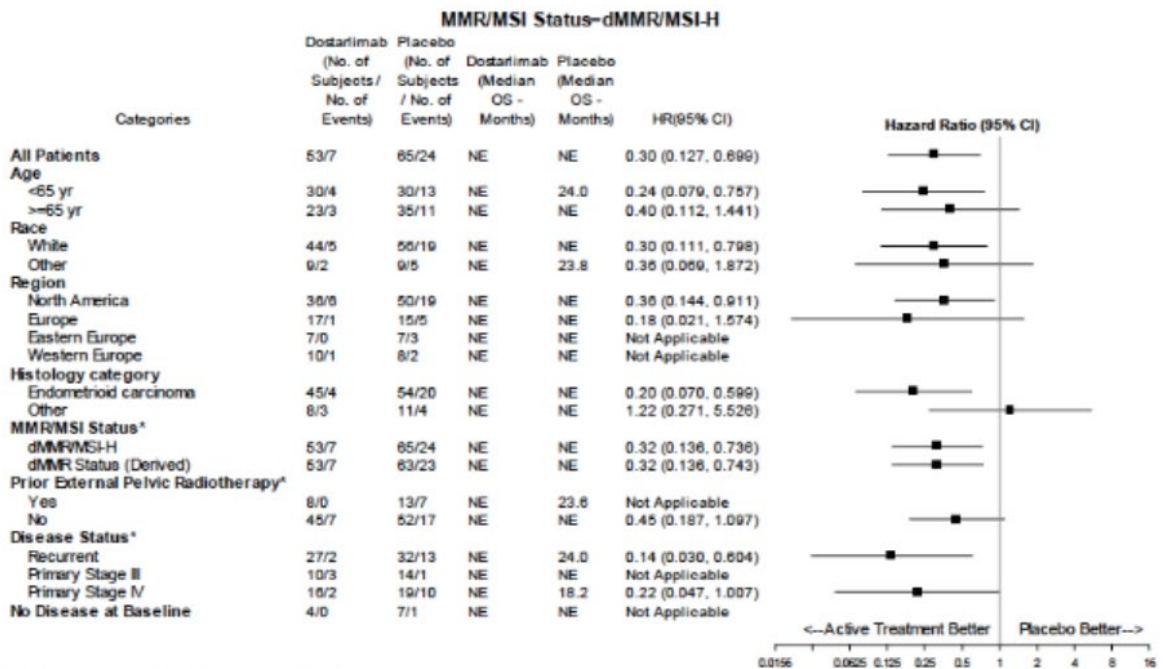 MMR/MSI Status=dMMR/MSI-H
Categories Dostarlimab (No. of Subjects / No. of Events) Placebo (No. of Subjects / No. of Events) Dostarlimab (Median OS - Months) Placebo (Median OS - Months) HR(95% CI) Hazard Ratio (95% CI)
All Patients 53/7 65/24 NE NE 0.30 (0.127, 0.699)
Age
<65 yr 30/4 30/13 NE 24.0 0.24 (0.079, 0.757)
>=65 yr 23/3 35/11 NE NE 0.40 (0.112, 1.441)
Race
White 44/5 56/19 NE NE 0.30 (0.111, 0.798)
Other 9/2 9/5 NE 23.8 0.36 (0.069, 1.872)
Region
North America 36/6 50/19 NE NE 0.36 (0.144, 0.911)
Europe 17/1 15/5 NE NE 0.18 (0.021, 1.574)
Eastern Europe 7/0 7/3 NE NE Not Applicable
Western Europe 10/1 8/2 NE NE Not Applicable
Histology category
Endometrioid carcinoma 45/4 54/20 NE NE 0.20 (0.070, 0.599)
Other 8/3 11/4 NE NE 1.22 (0.271, 5.526)
MMR/MSI Status*
dMMR/MSI-H 53/7 65/24 NE NE 0.32 (0.136, 0.736)
dMMR Status (Derived) 53/7 63/23 NE NE 0.32 (0.136, 0.743)
Prior External Pelvic Radiotherapy*
Yes 8/0 13/7 NE 23.6 Not Applicable
No 45/7 52/17 NE NE 0.45 (0.187, 1.097)
Disease Status*
Recurrent 27/2 32/13 NE 24.0 0.14 (0.030, 0.604)
Primary Stage III 10/3 14/1 NE NE Not Applicable
Primary Stage IV 16/2 19/10 NE 18.2 0.22 (0.047, 1.007)
No Disease at Baseline 4/0 7/1 NE NE Not Applicable
<--Active Treatment Better Placebo Better-->
0.0156 0.0625 0.125 0.25 0.5 1 2 4 8 16